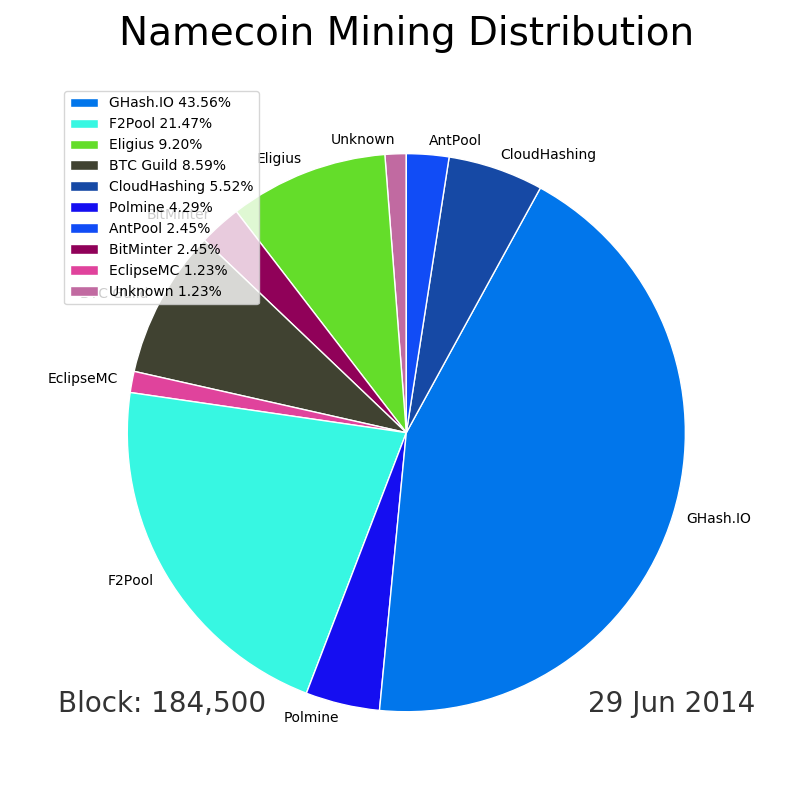 Namecoin Mining Distribution
GHash.IO 43.56%
F2Pool 21.47%
Eligius 9.20%
BTC Guild 8.59%
CloudHashing 5.52%
Polmine 4.29%
AntPool 2.45%
BitMinter 2.45%
EclipseMC 1.23%
Unknown 1.23%
Unknown
AntPool
CloudHashing
Eligius
BitMinter
EclipseMC
GHash.IO
F2Pool
Polmine
Block: 184,500
29 Jun 2014